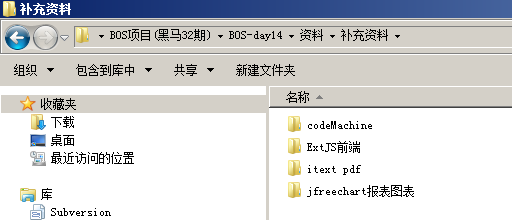 补充资料
BOS项目(黑马32期) BOS-day14 资料 补充资料
组织 包含到库中 共享 新建文件夹
收藏夹
下载
桌面
最近访问的位置
库
Subversion
名称
codeMachine
ExtJS前端
itext pdf
jfreechart报表图表